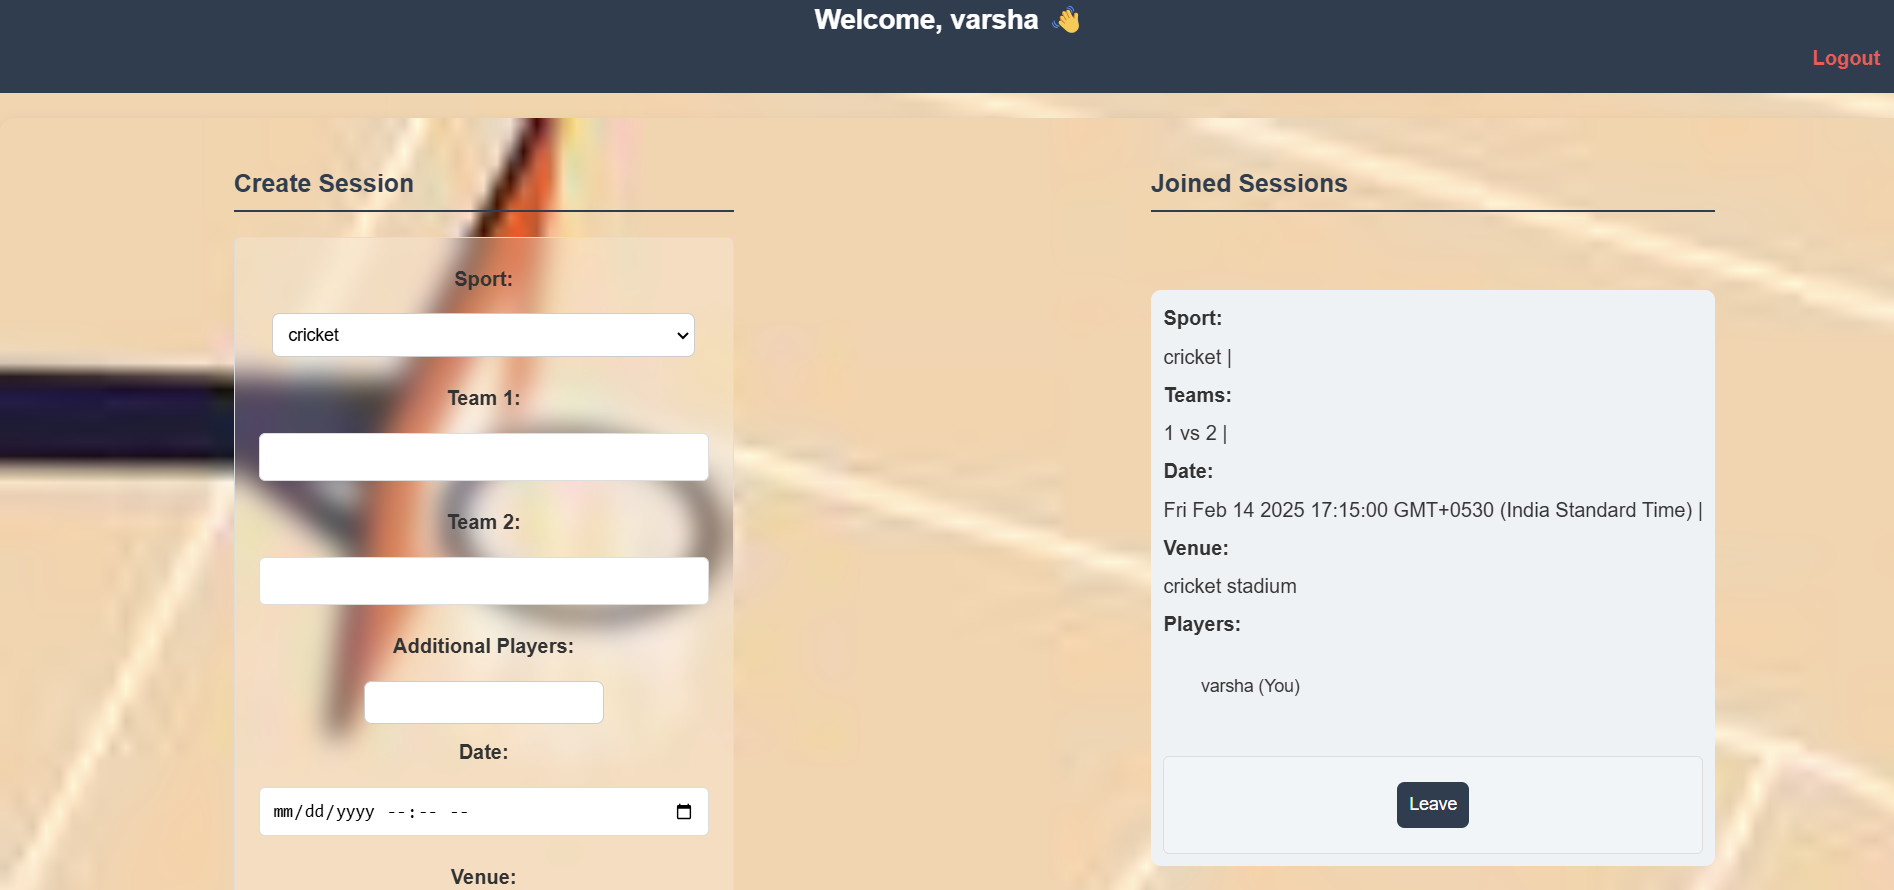 Welcome, varsha 👋
Logout
Create Session
Sport:
cricket
Team 1:
Team 2:
Additional Players:
Date:
mm/dd/yyyy --:-- --
Venue:
Joined Sessions
Sport:
cricket |
Teams:
1 vs 2 |
Date:
Fri Feb 14 2025 17:15:00 GMT+0530 (India Standard Time) |
Venue:
cricket stadium
Players:
varsha (You)
Leave